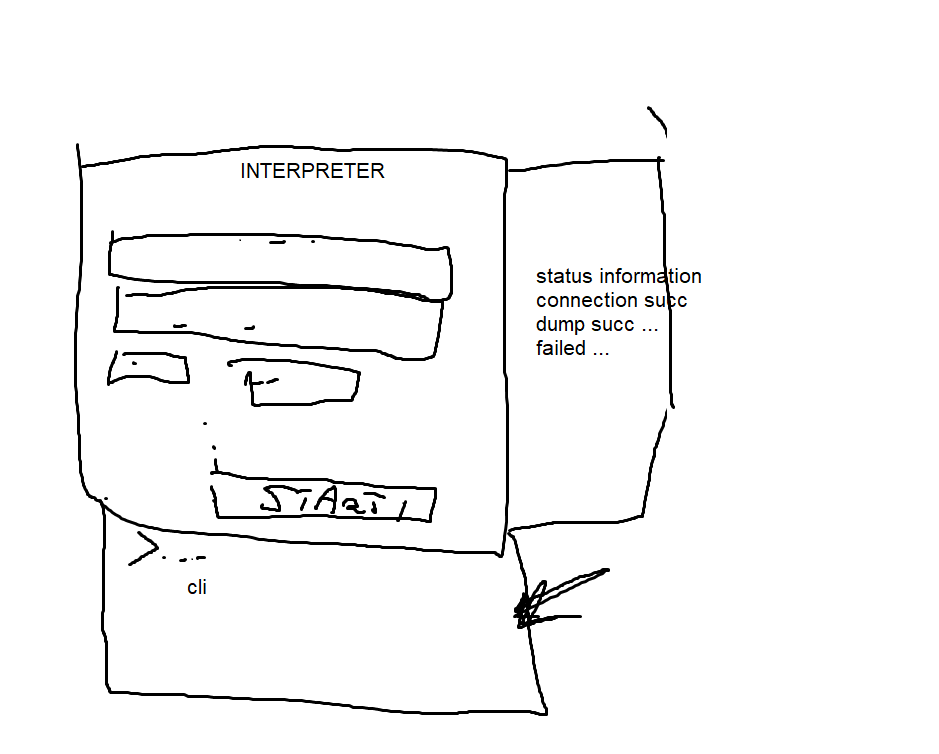 INTERPRETER
status information
connection succ
dump succ ...
failed ...
START
>. ...
cli